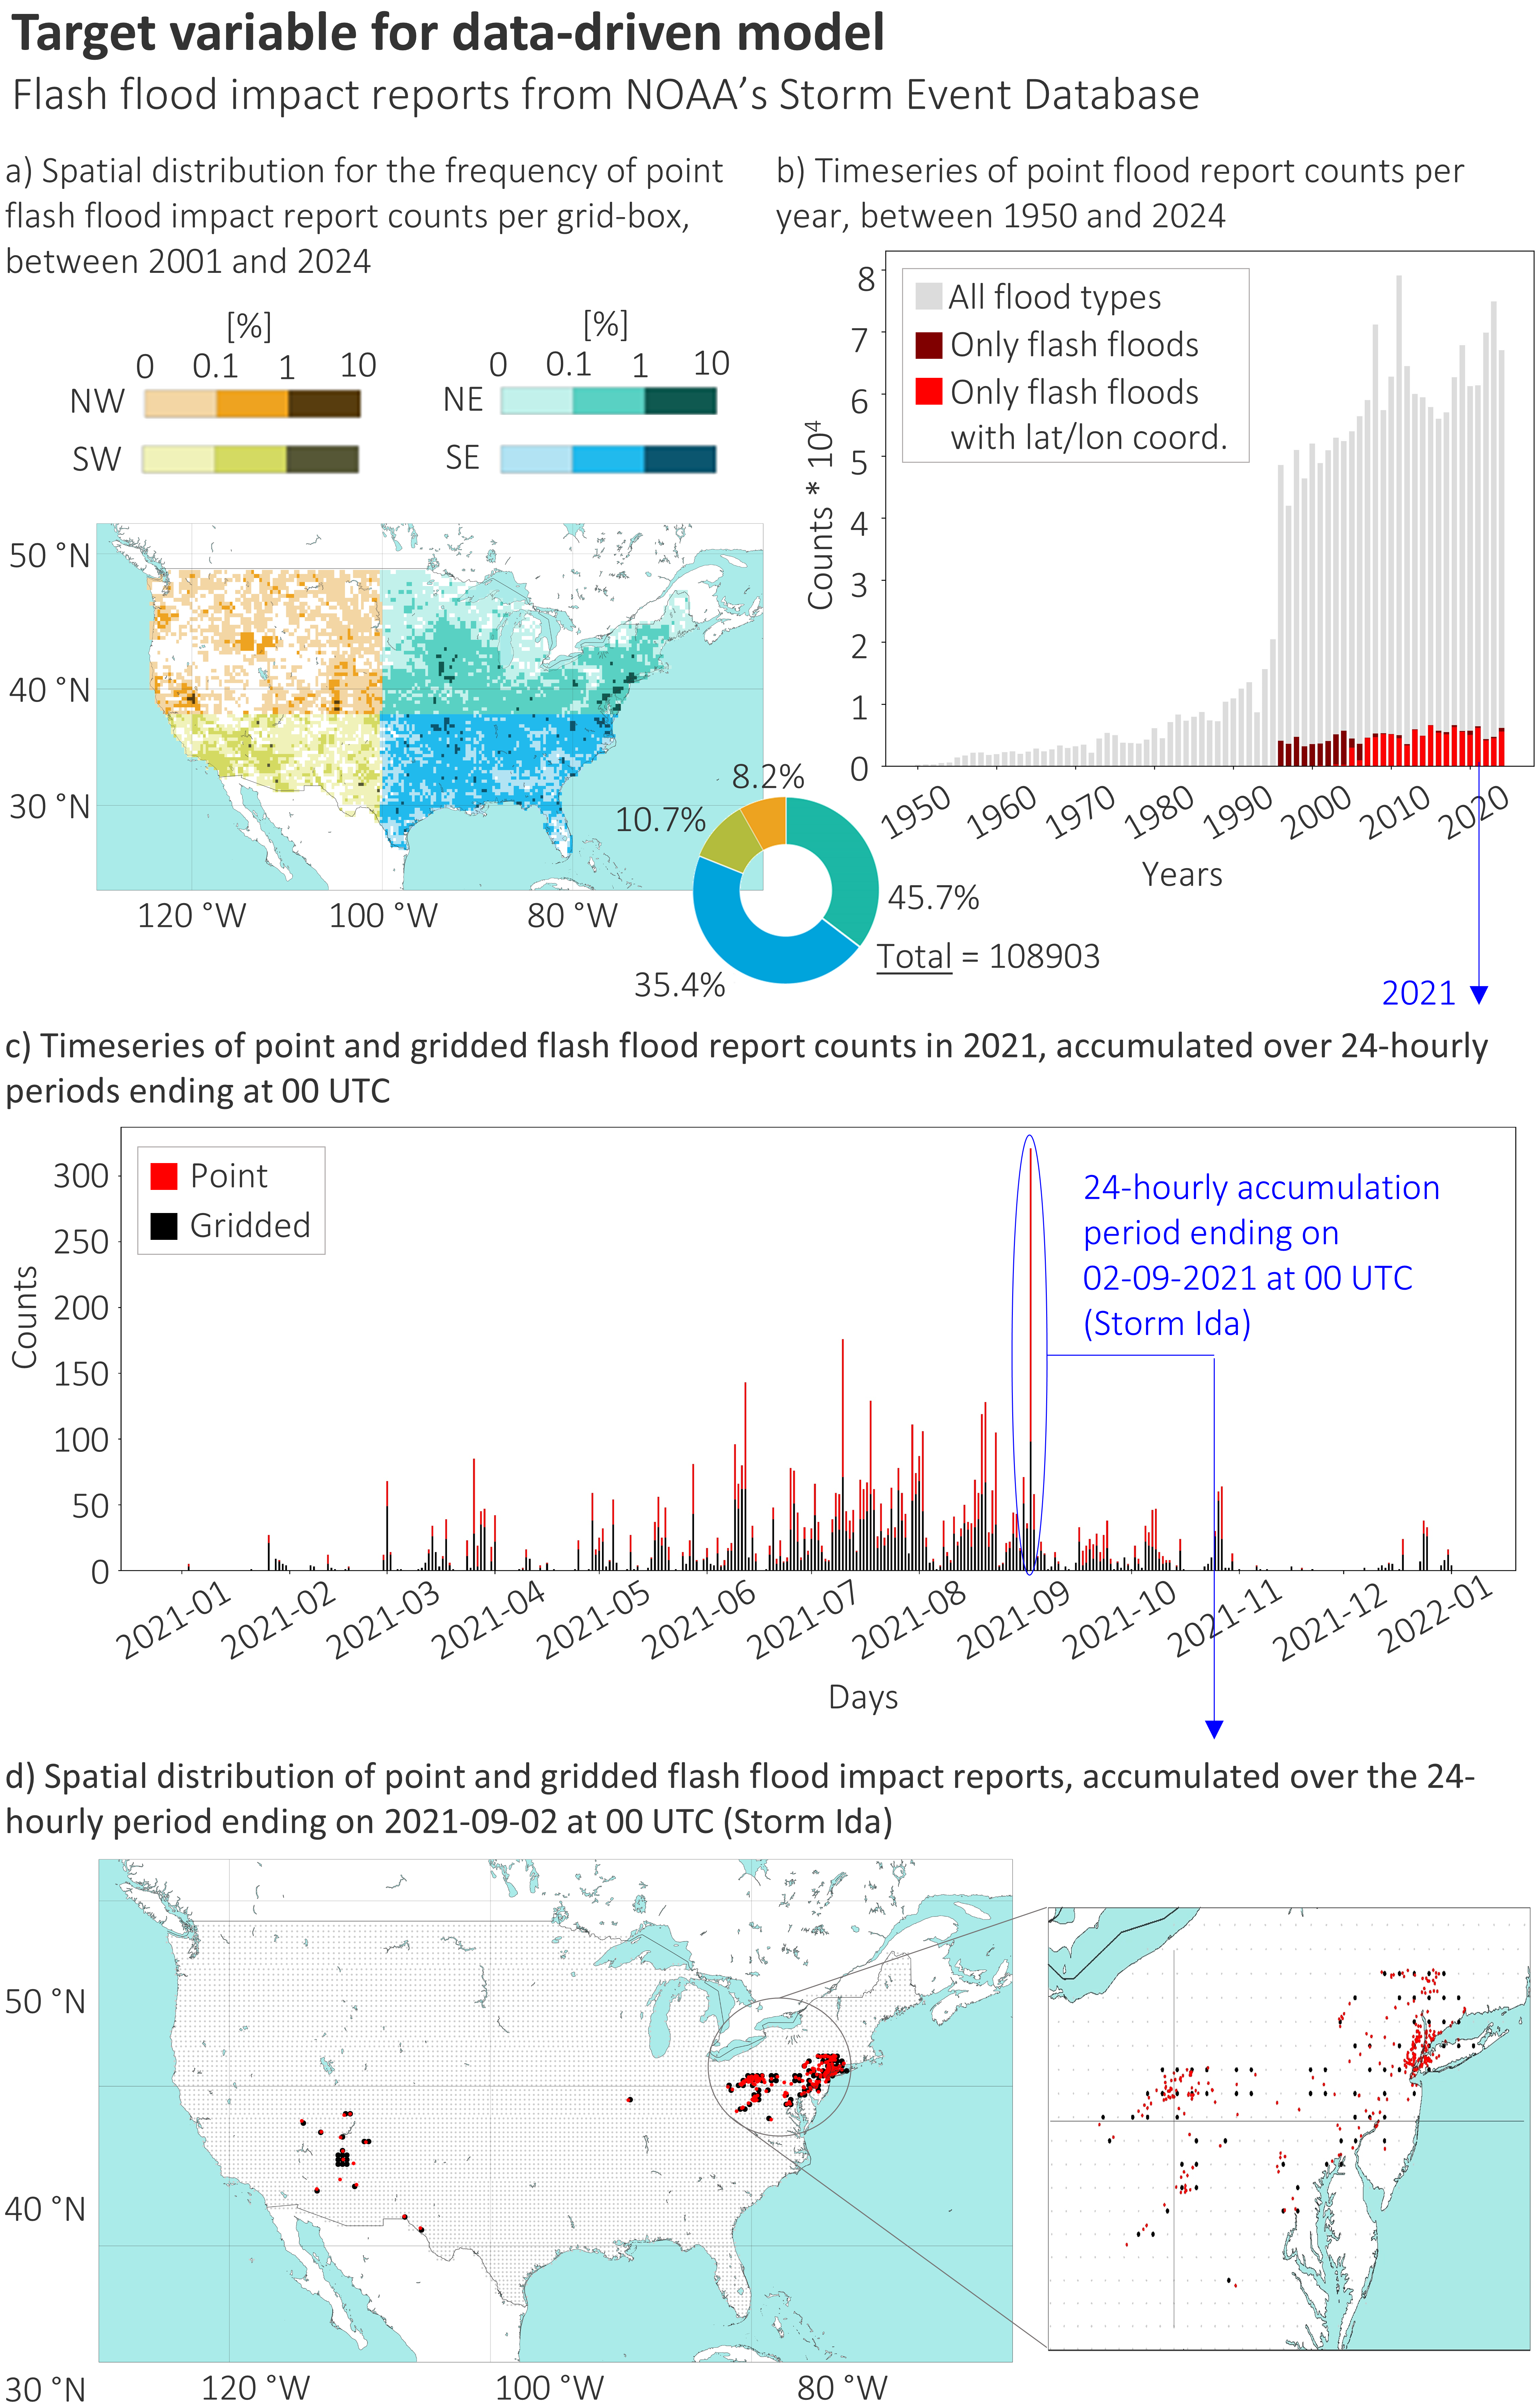 Target variable for data-driven model
Flash flood impact reports from NOAA’s Storm Event Database
a) Spatial distribution for the frequency of point
flash flood impact report counts per grid-box,
between 2001 and 2024
[%]
0 0.1 1 10
NW
SW
[%]
0 0.1 1 10
NE
SE
50 °N
40 °N
30 °N
120 °W 100 °W 80 °W
8.2%
10.7%
45.7%
35.4%
Total = 108903
b) Timeseries of point flood report counts per
year, between 1950 and 2024
All flood types
Only flash floods
Only flash floods
with lat/lon coord.
Counts * 10⁴
8
7
6
5
4
3
2
1
0
1950 1960 1970 1980 1990 2000 2010 2020
Years
2021
c) Timeseries of point and gridded flash flood report counts in 2021, accumulated over 24-hourly
periods ending at 00 UTC
Point
Gridded
Counts
300
250
200
150
100
50
0
24-hourly accumulation
period ending on
02-09-2021 at 00 UTC
(Storm Ida)
2021-01 2021-02 2021-03 2021-04 2021-05 2021-06 2021-07 2021-08 2021-09 2021-10 2021-11 2021-12 2022-01
Days
d) Spatial distribution of point and gridded flash flood impact reports, accumulated over the 24-
hourly period ending on 2021-09-02 at 00 UTC (Storm Ida)
50 °N
40 °N
30 °N
120 °W 100 °W 80 °W